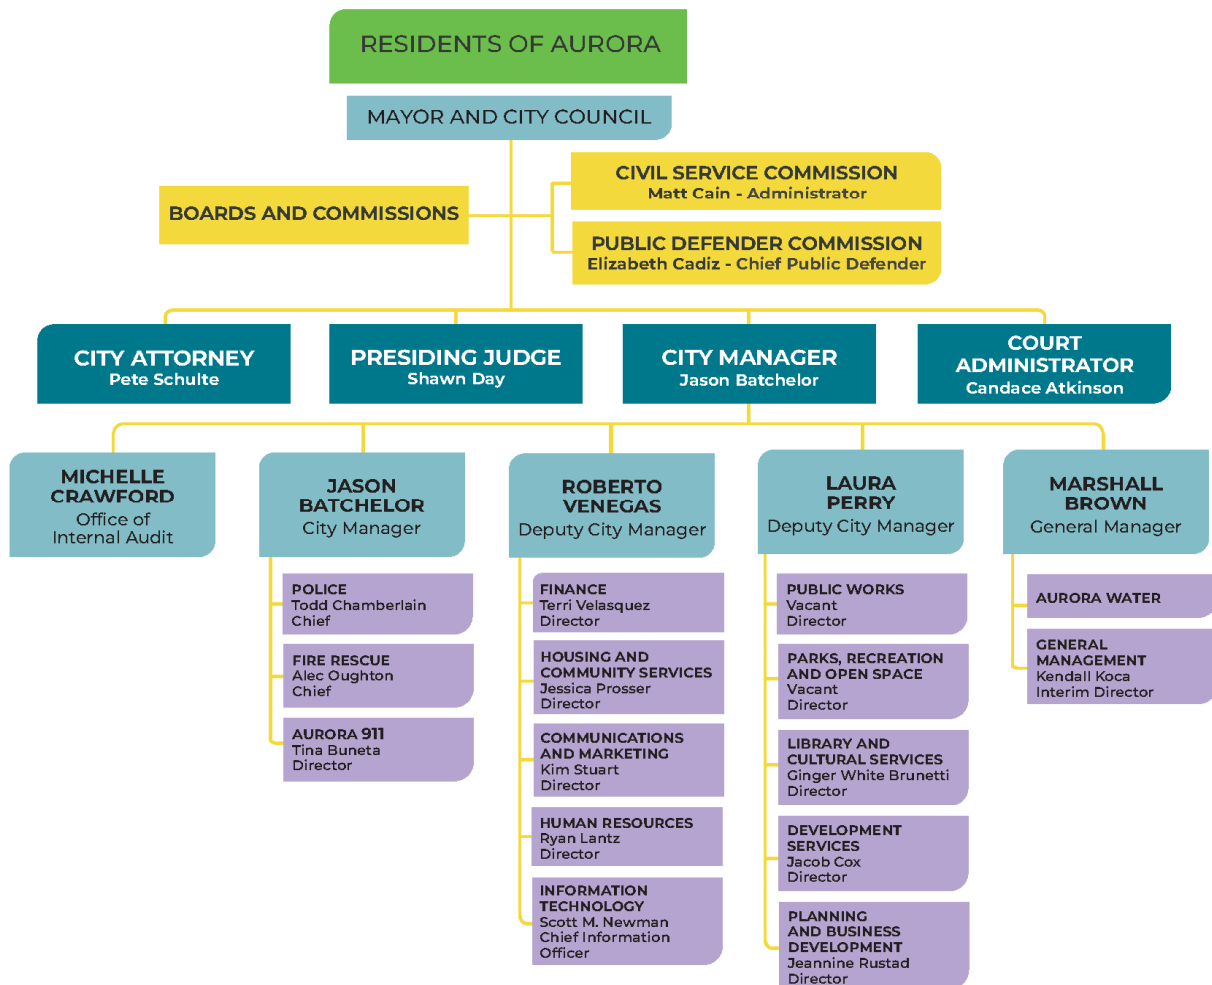 RESIDENTS OF AURORA
MAYOR AND CITY COUNCIL
BOARDS AND COMMISSIONS
CIVIL SERVICE COMMISSION
Matt Cain - Administrator
PUBLIC DEFENDER COMMISSION
Elizabeth Cadiz - Chief Public Defender
CITY ATTORNEY
Pete Schulte
PRESIDING JUDGE
Shawn Day
CITY MANAGER
Jason Batchelor
COURT
ADMINISTRATOR
Candace Atkinson
MICHELLE
CRAWFORD
Office of
Internal Audit
JASON
BATCHELOR
City Manager
POLICE
Todd Chamberlain
Chief
FIRE RESCUE
Alec Oughton
Chief
AURORA 911
Tina Buneta
Director
ROBERTO
VENEGAS
Deputy City Manager
FINANCE
Terri Velasquez
Director
HOUSING AND
COMMUNITY SERVICES
Jessica Prosser
Director
COMMUNICATIONS
AND MARKETING
Kim Stuart
Director
HUMAN RESOURCES
Ryan Lantz
Director
INFORMATION
TECHNOLOGY
Scott M. Newman
Chief Information
Officer
LAURA
PERRY
Deputy City Manager
PUBLIC WORKS
Vacant
Director
PARKS, RECREATION
AND OPEN SPACE
Vacant
Director
LIBRARY AND
CULTURAL SERVICES
Ginger White Brunetti
Director
DEVELOPMENT
SERVICES
Jacob Cox
Director
PLANNING
AND BUSINESS
DEVELOPMENT
Jeannine Rustad
Director
MARSHALL
BROWN
General Manager
AURORA WATER
GENERAL
MANAGEMENT
Kendall Koca
Interim Director